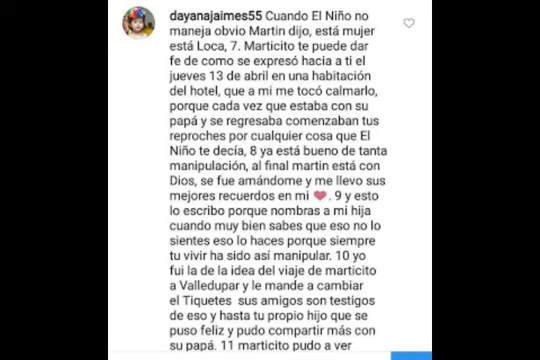 dayanajaimes55 Cuando El Niño no
maneja obvio Martin dijo, está mujer
está Loca, 7. Marticito te puede dar
fe de como se expresó hacia a ti el
jueves 13 de abril en una habitación
del hotel, que a mi me tocó calmarlo,
porque cada vez que estaba con su
papá y se regresaba comenzaban tus
reproches por cualquier cosa que El
Niño te decía, 8 ya está bueno de tanta
manipulación, al final martin está con
Dios, se fue amándome y me llevo sus
mejores recuerdos en mi ❤. 9 y esto
lo escribo porque nombras a mi hija
cuando muy bien sabes que eso no lo
sientes eso lo haces porque siempre
tu vivir ha sido así manipular. 10 yo
fui la de la idea del viaje de marticito
a Valledupar y le mande a cambiar
el Tiquetes sus amigos son testigos
de eso y hasta tu propio hijo que se
puso feliz y pudo compartir más con
su papá. 11 marticito pudo a ver